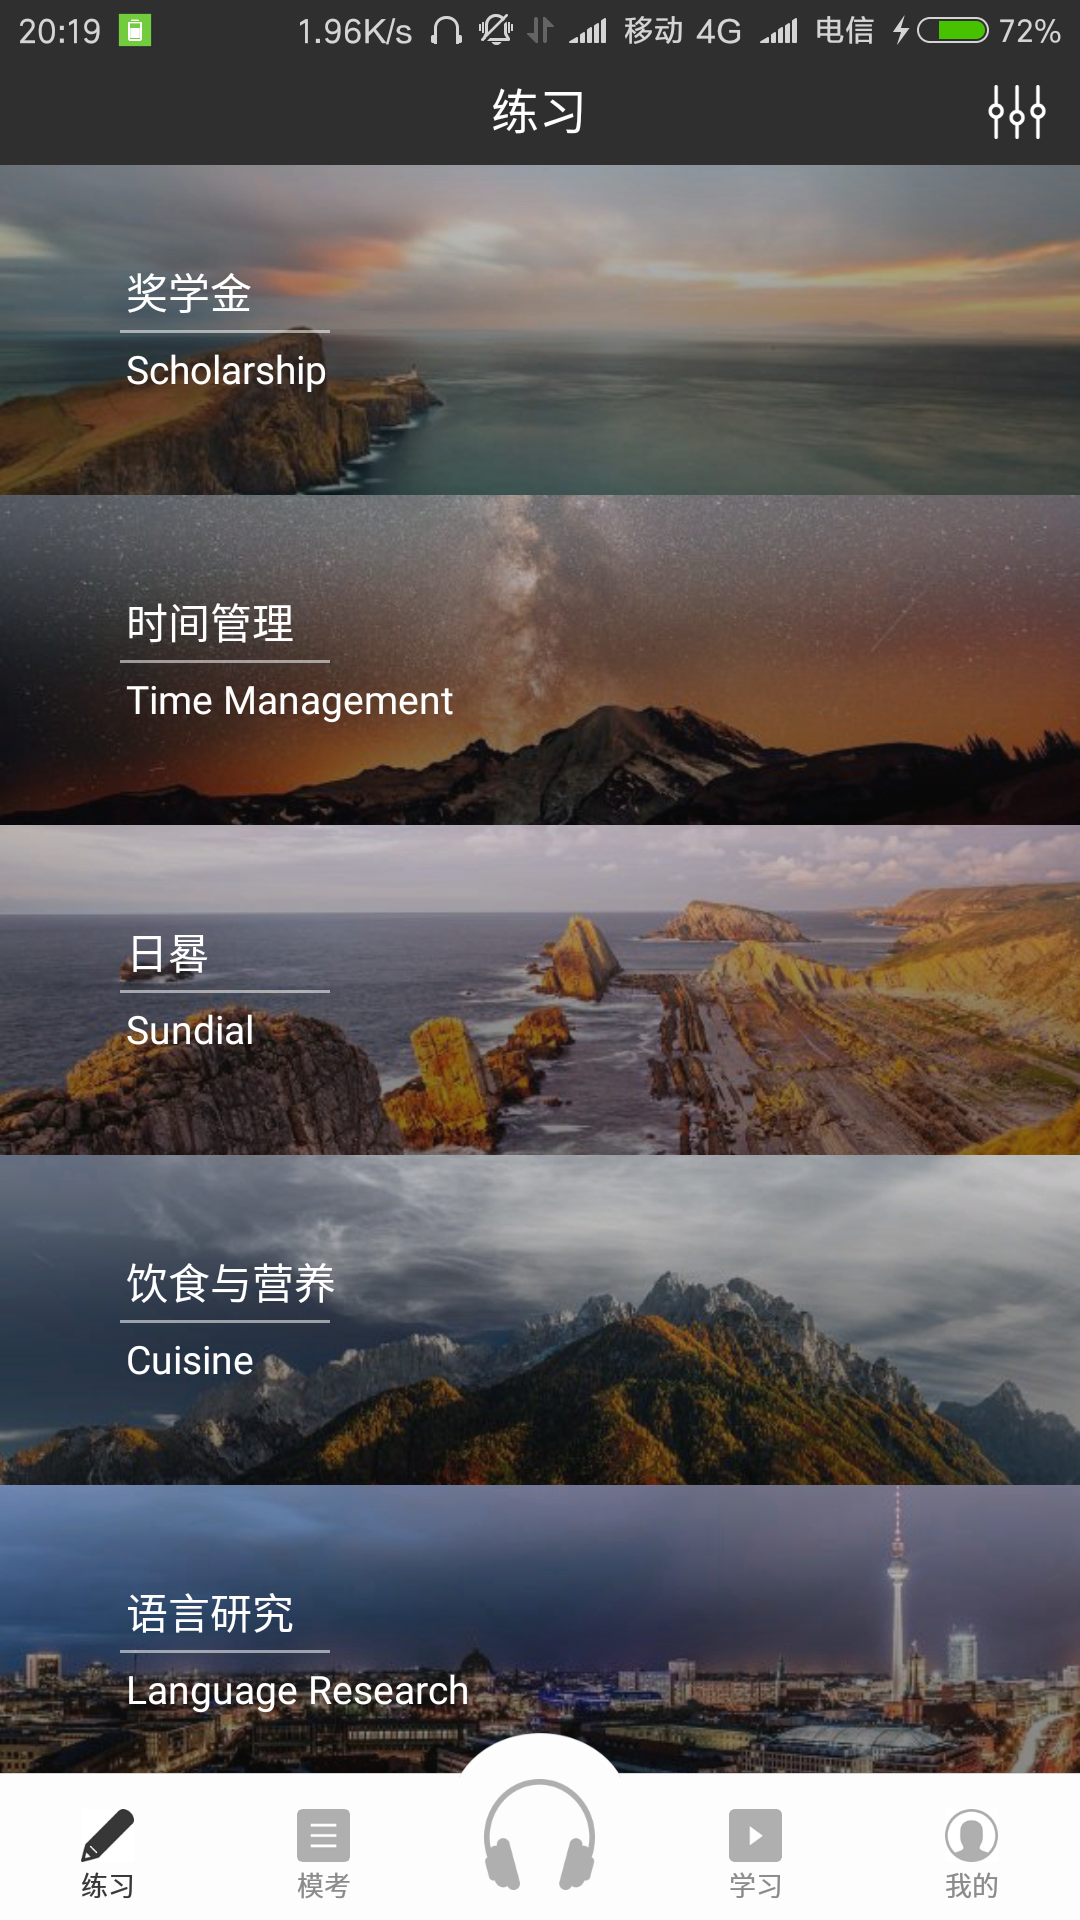 20:19 1.96K/s 移动 4G 电信 72%
练习
奖学金
Scholarship
时间管理
Time Management
日晷
Sundial
饮食与营养
Cuisine
语言研究
Language Research
练习 模考 学习 我的